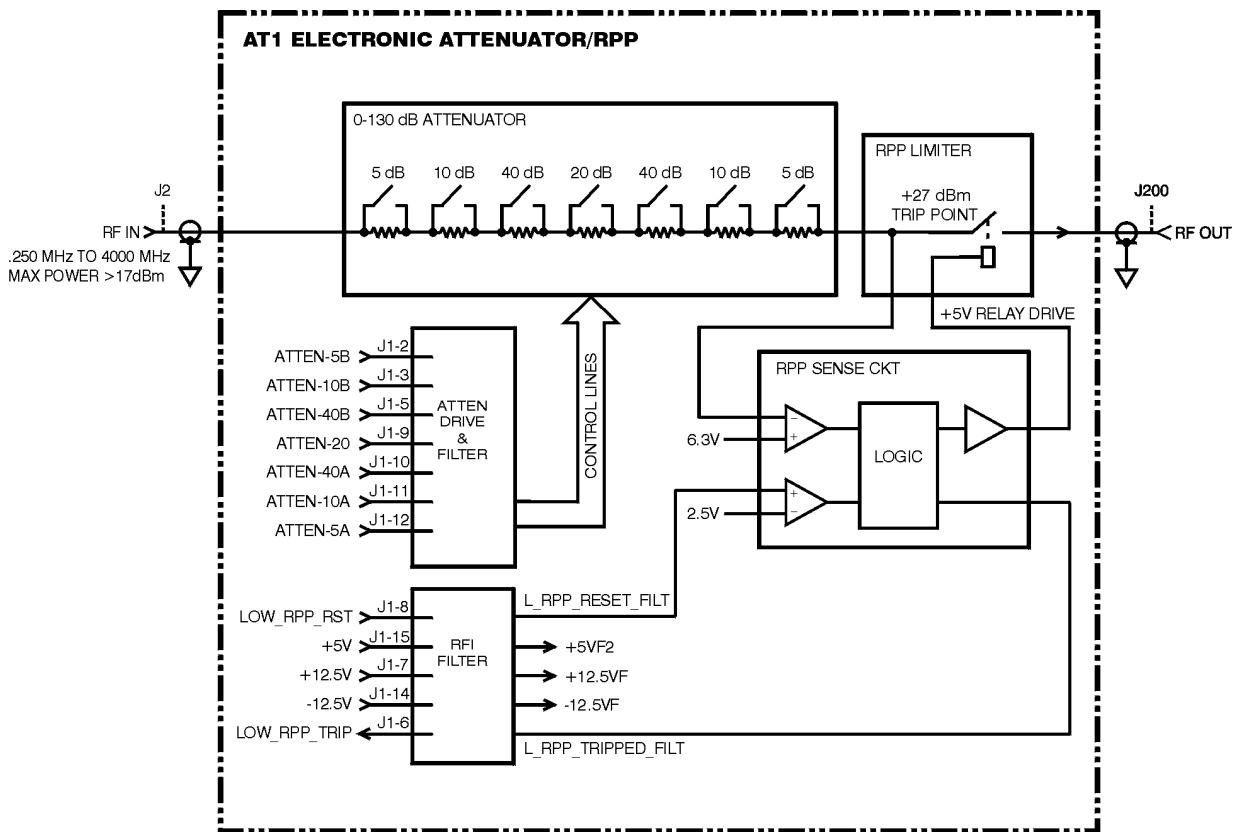 AT1 ELECTRONIC ATTENUATOR/RPP
0-130 dB ATTENUATOR
5 dB
10 dB
40 dB
20 dB
40 dB
10 dB
5 dB
RPP LIMITER
+27 dBm
TRIP POINT
J2
RF IN
.250 MHz TO 4000 MHz
MAX POWER >17dBm
J200
RF OUT
+5V RELAY DRIVE
ATTEN-5B
J1-2
ATTEN-10B
J1-3
ATTEN-40B
J1-5
ATTEN-20
J1-9
ATTEN-40A
J1-10
ATTEN-10A
J1-11
ATTEN-5A
J1-12
ATTEN
DRIVE
&
FILTER
CONTROL LINES
RPP SENSE CKT
6.3V
-
+
2.5V
+
-
LOGIC
LOW_RPP_RST
J1-8
+5V
J1-15
+12.5V
J1-7
-12.5V
J1-14
LOW_RPP_TRIP
J1-6
RFI
FILTER
L_RPP_RESET_FILT
+5VF2
+12.5VF
-12.5VF
L_RPP_TRIPPED_FILT